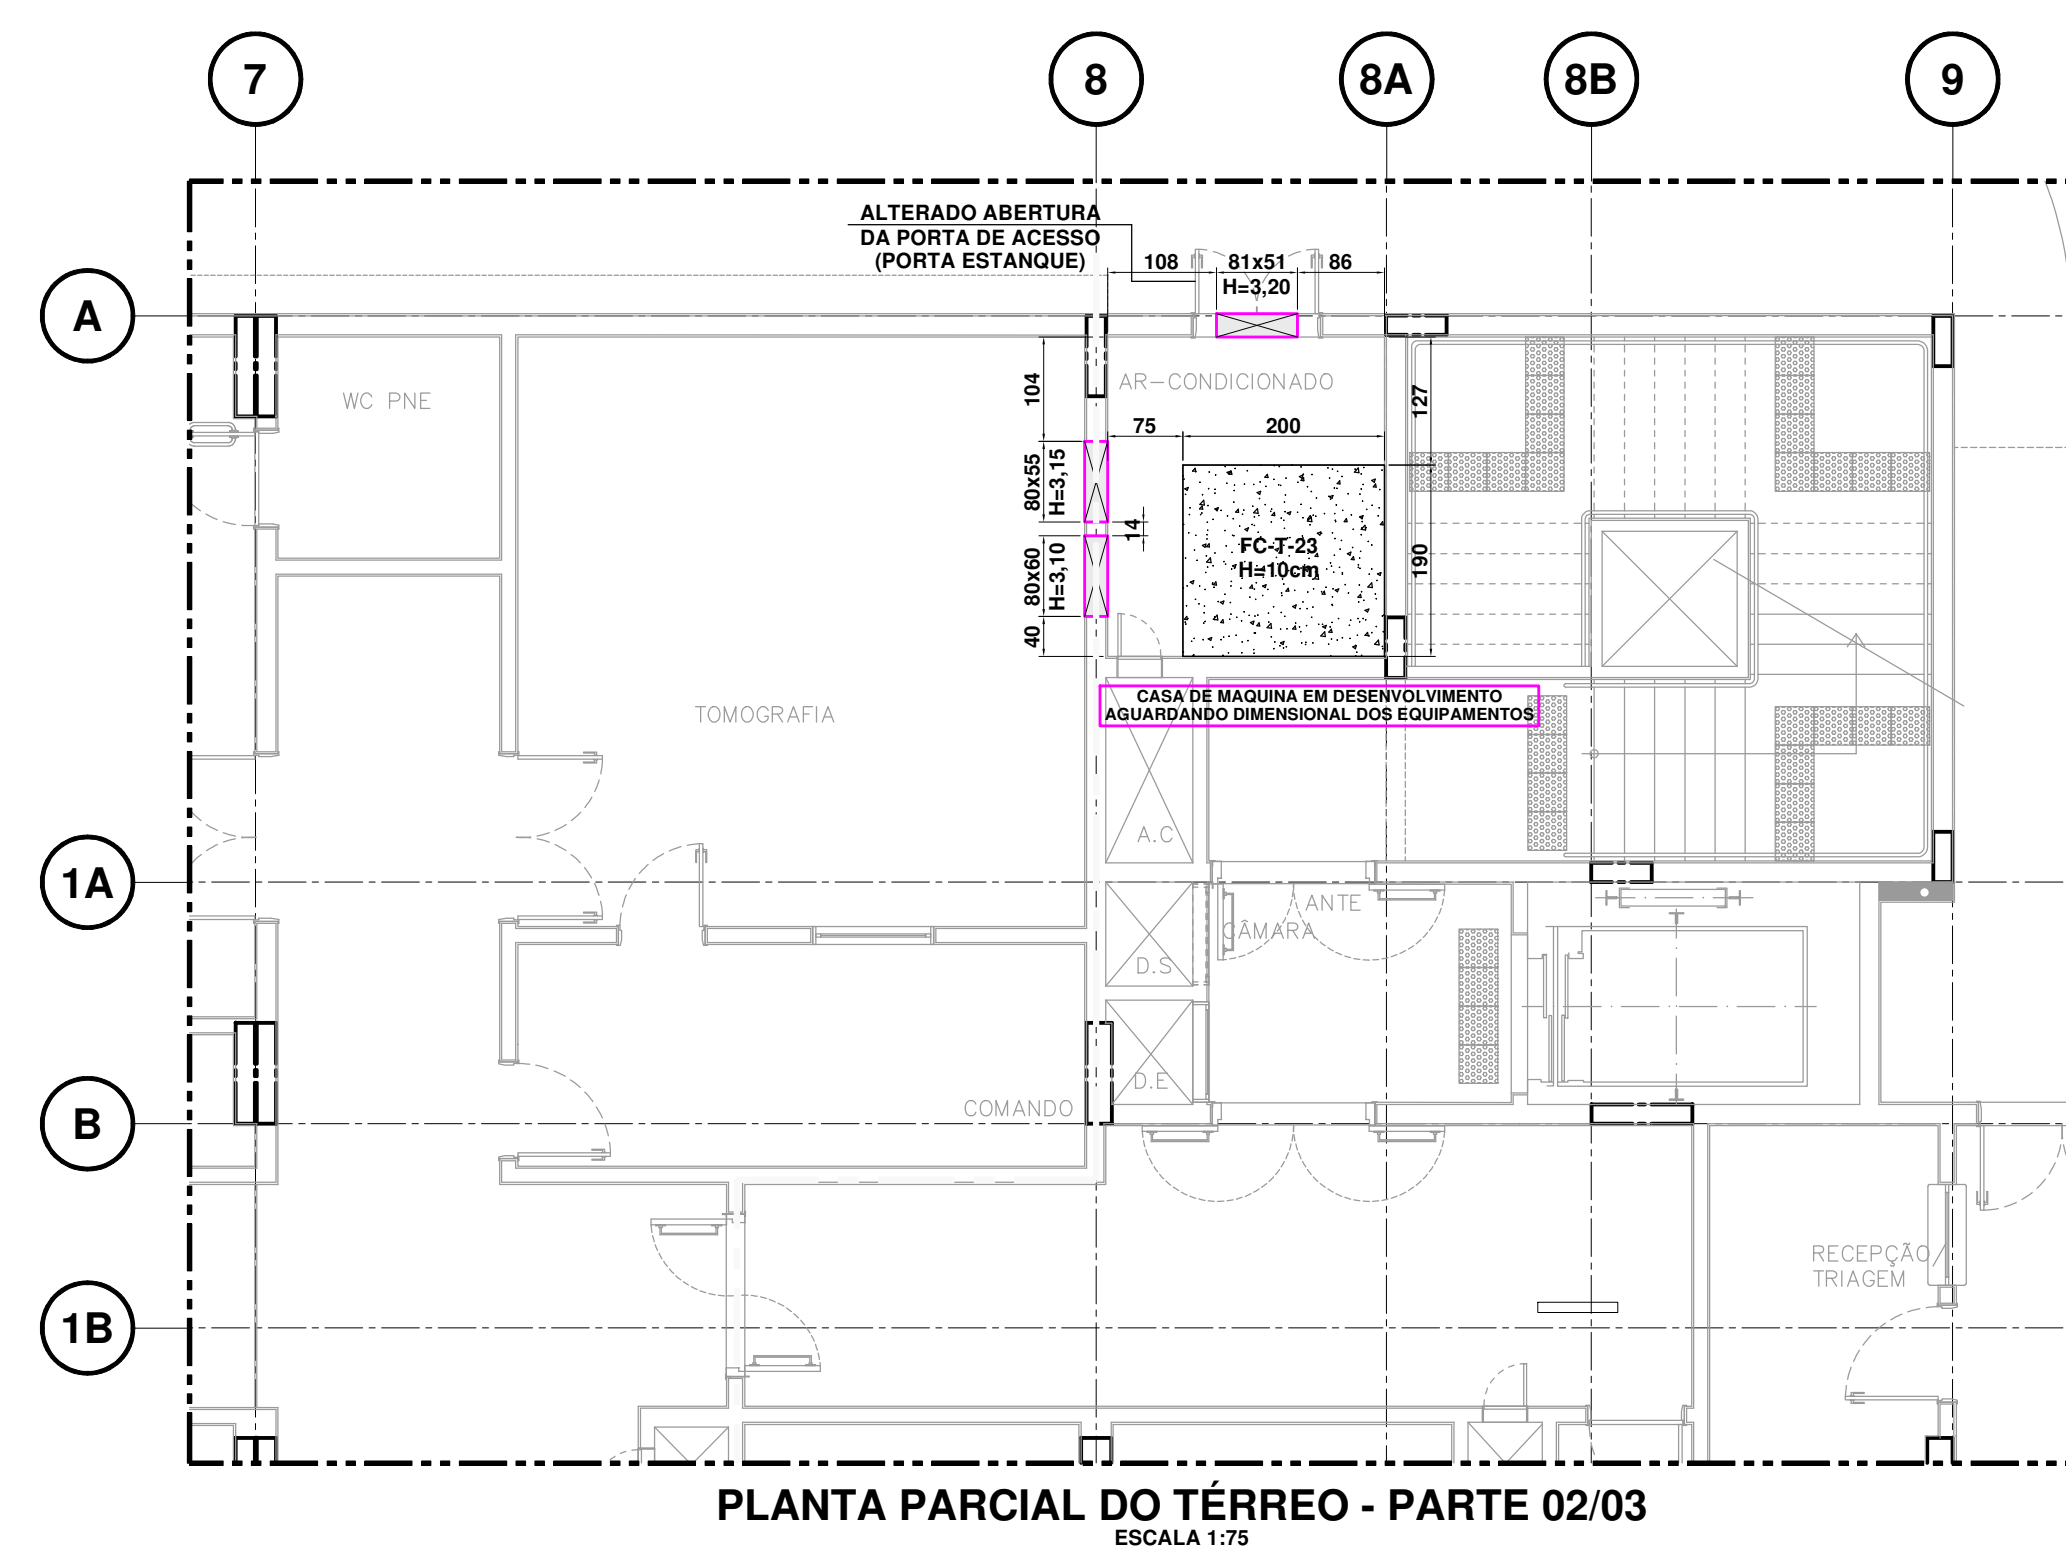 7
8
8A
8B
9
ALTERADO ABERTURA
DA PORTA DE ACESSO
(PORTA ESTANQUE)
108
81x51
86
H=3,20
A
104
AR-CONDICIONADO
127
WC PNE
75
200
80x55
H=3,15
14
FC-T-23
H=10cm
190
80x60
H=3,10
40
CASA DE MAQUINA EM DESENVOLVIMENTO
AGUARDANDO DIMENSIONAL DOS EQUIPAMENTOS
TOMOGRAFIA
A.C
1A
ANTE
CÂMARA
D.S
D.E
COMANDO
B
RECEPÇÃO/
TRIAGEM
1B
PLANTA PARCIAL DO TÉRREO - PARTE 02/03
ESCALA 1:75